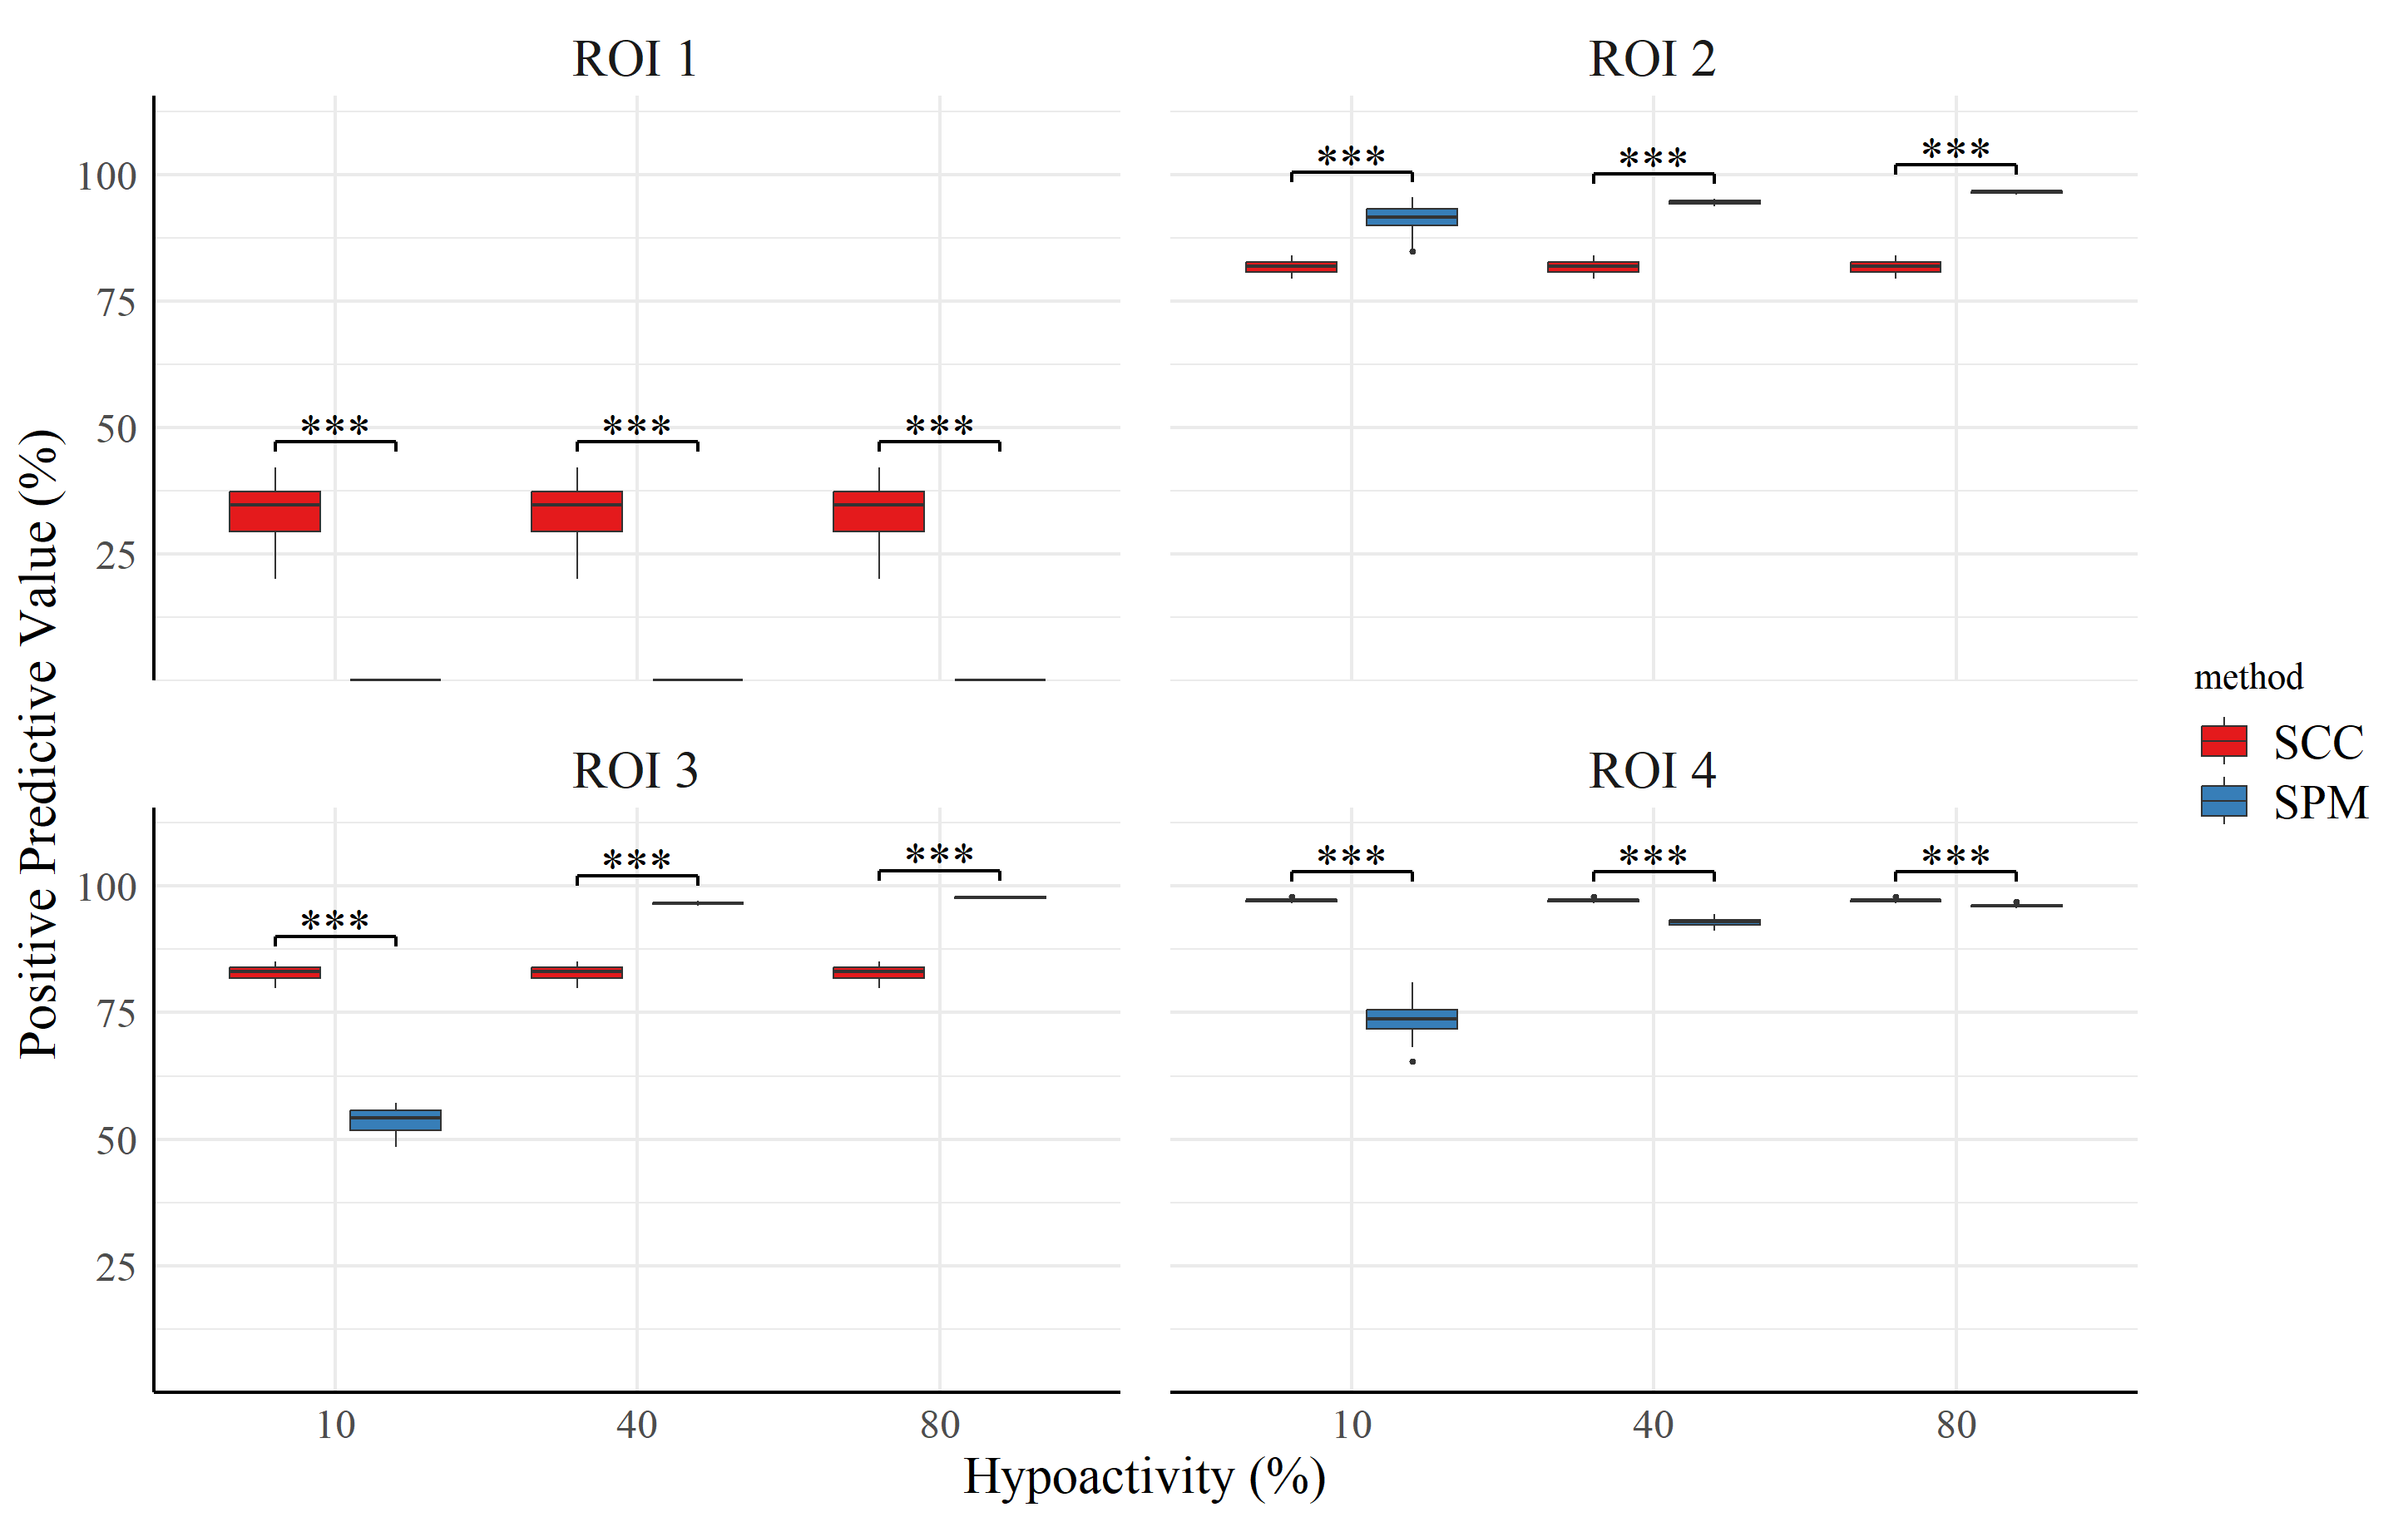 ROI 1
ROI 2
100
75
50
25
*** *** ***
*** *** ***
ROI 3
ROI 4
100
75
50
25
*** *** ***
*** *** ***
10 40 80
10 40 80
Hypoactivity (%)
Positive Predictive Value (%)
method
SCC
SPM